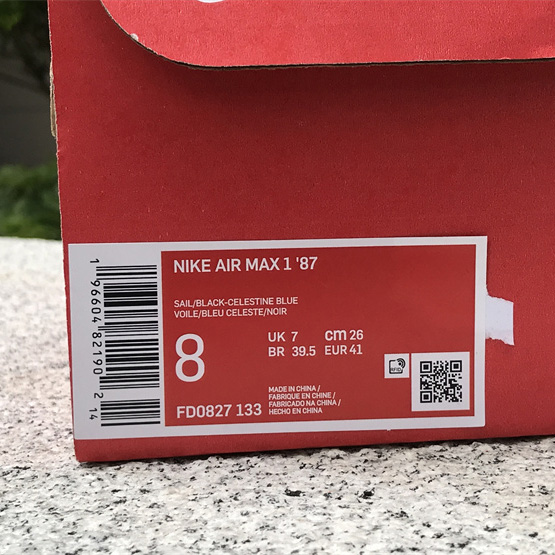 NIKE AIR MAX 1 '87
SAIL/BLACK-CELESTINE BLUE
VOILE/BLEU CELESTE/NOIR
8
UK 7 cm 26
BR 39.5 EUR 41
FD0827 133
MADE IN CHINA /
FABRIQUE EN CHINE /
FABRICADO NA CHINA /
HECHO EN CHINA
RFID
1 96604 82190 2 14